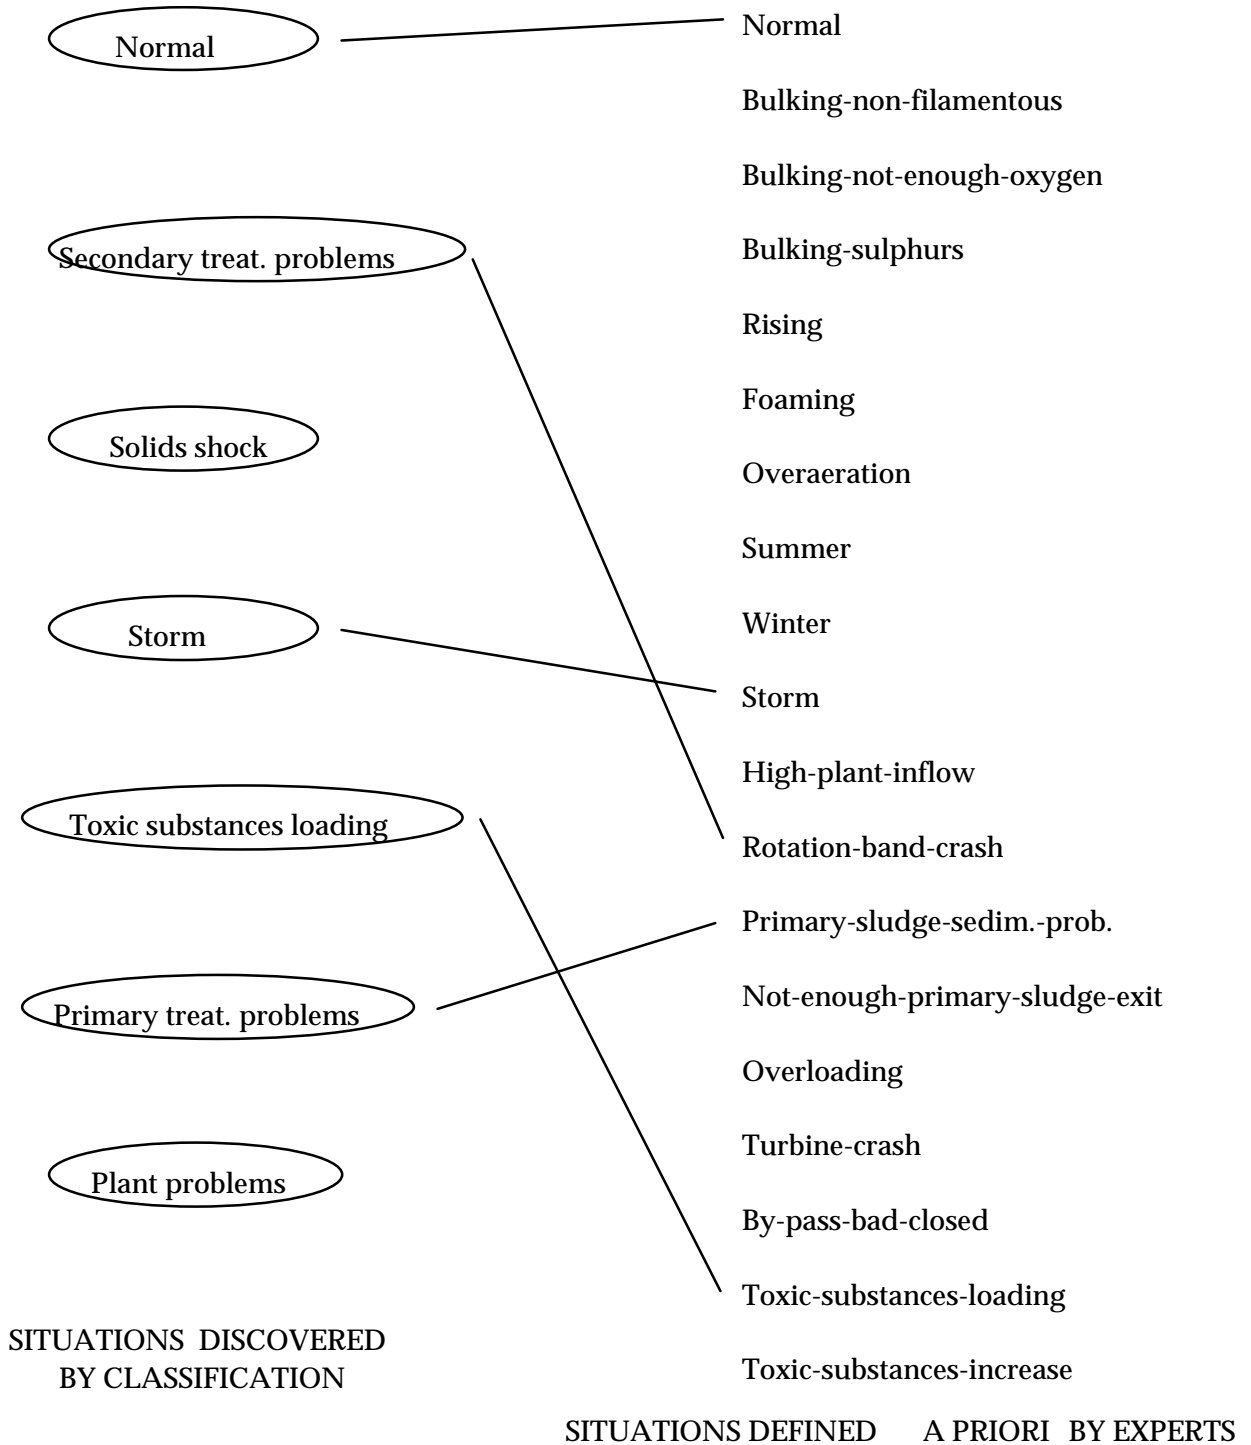 Normal
Secondary treat. problems
Solids shock
Storm
Toxic substances loading
Primary treat. problems
Plant problems
SITUATIONS DISCOVERED
BY CLASSIFICATION
Normal
Bulking-non-filamentous
Bulking-not-enough-oxygen
Bulking-sulphurs
Rising
Foaming
Overaeration
Summer
Winter
Storm
High-plant-inflow
Rotation-band-crash
Primary-sludge-sedim.-prob.
Not-enough-primary-sludge-exit
Overloading
Turbine-crash
By-pass-bad-closed
Toxic-substances-loading
Toxic-substances-increase
SITUATIONS DEFINED A PRIORI BY EXPERTS